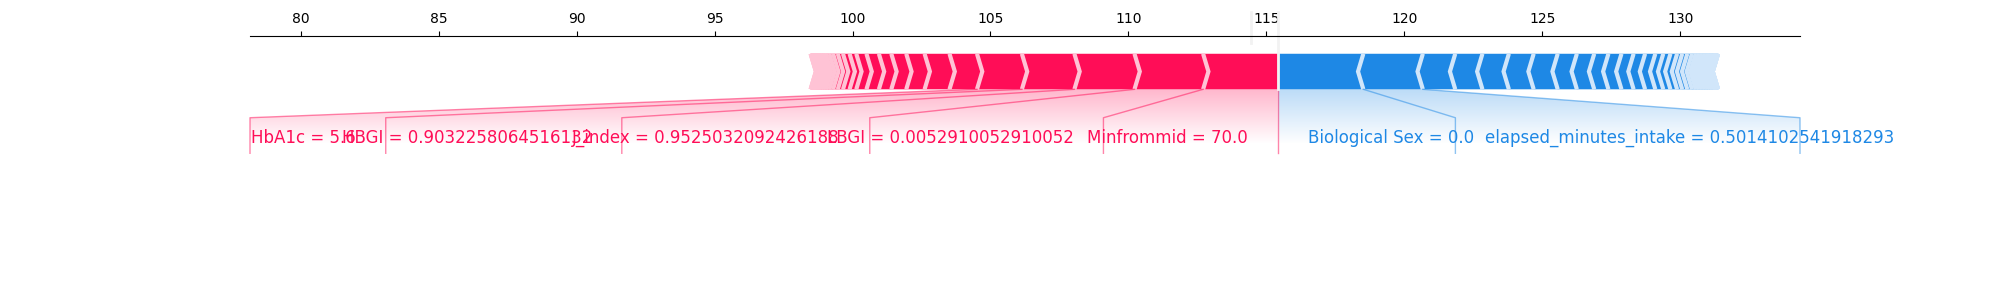 80 85 90 95 100 105 110 115 120 125 130
HbA1c = 5.6 HBGI = 0.9032258064516132 J_index = 0.9525032092426188 LBGI = 0.0052910052910052 Minfrommid = 70.0 Biological Sex = 0.0 elapsed_minutes_intake = 0.5014102541918293